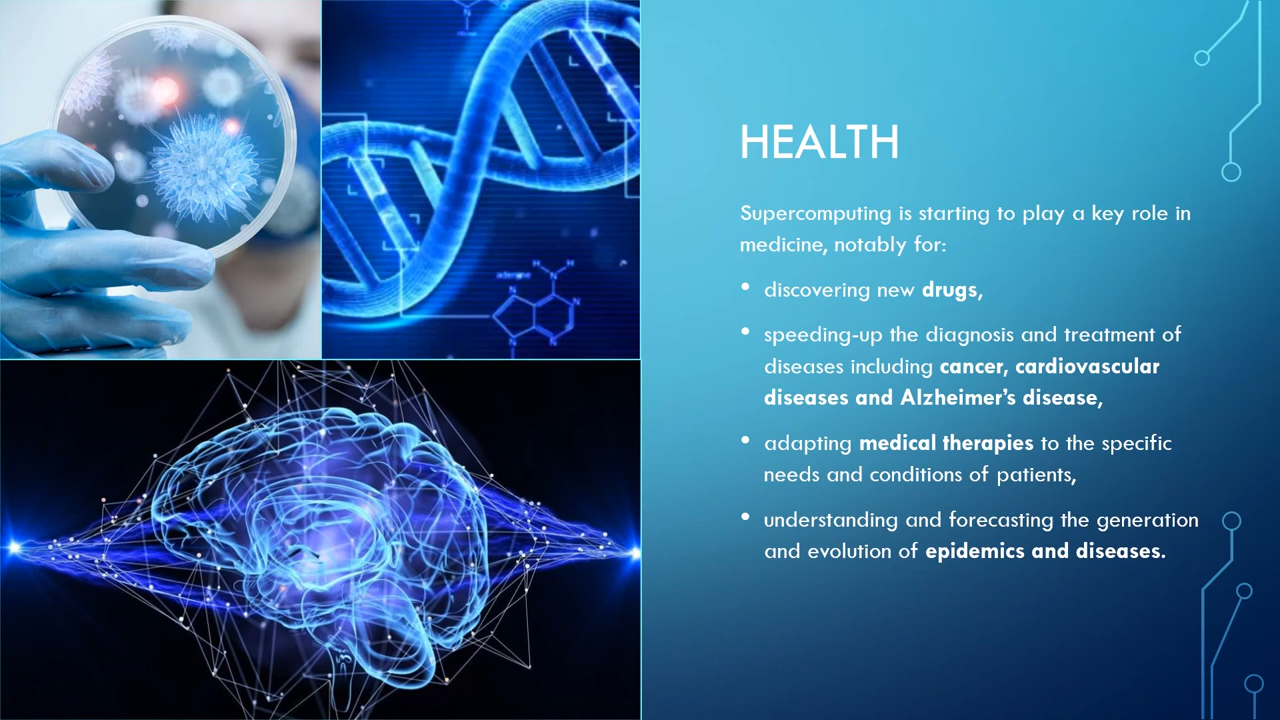 adenine
HEALTH
Supercomputing is starting to play a key role in
medicine, notably for:
• discovering new drugs,
• speeding-up the diagnosis and treatment of
diseases including cancer, cardiovascular
diseases and Alzheimer’s disease,
• adapting medical therapies to the specific
needs and conditions of patients,
• understanding and forecasting the generation
and evolution of epidemics and diseases.